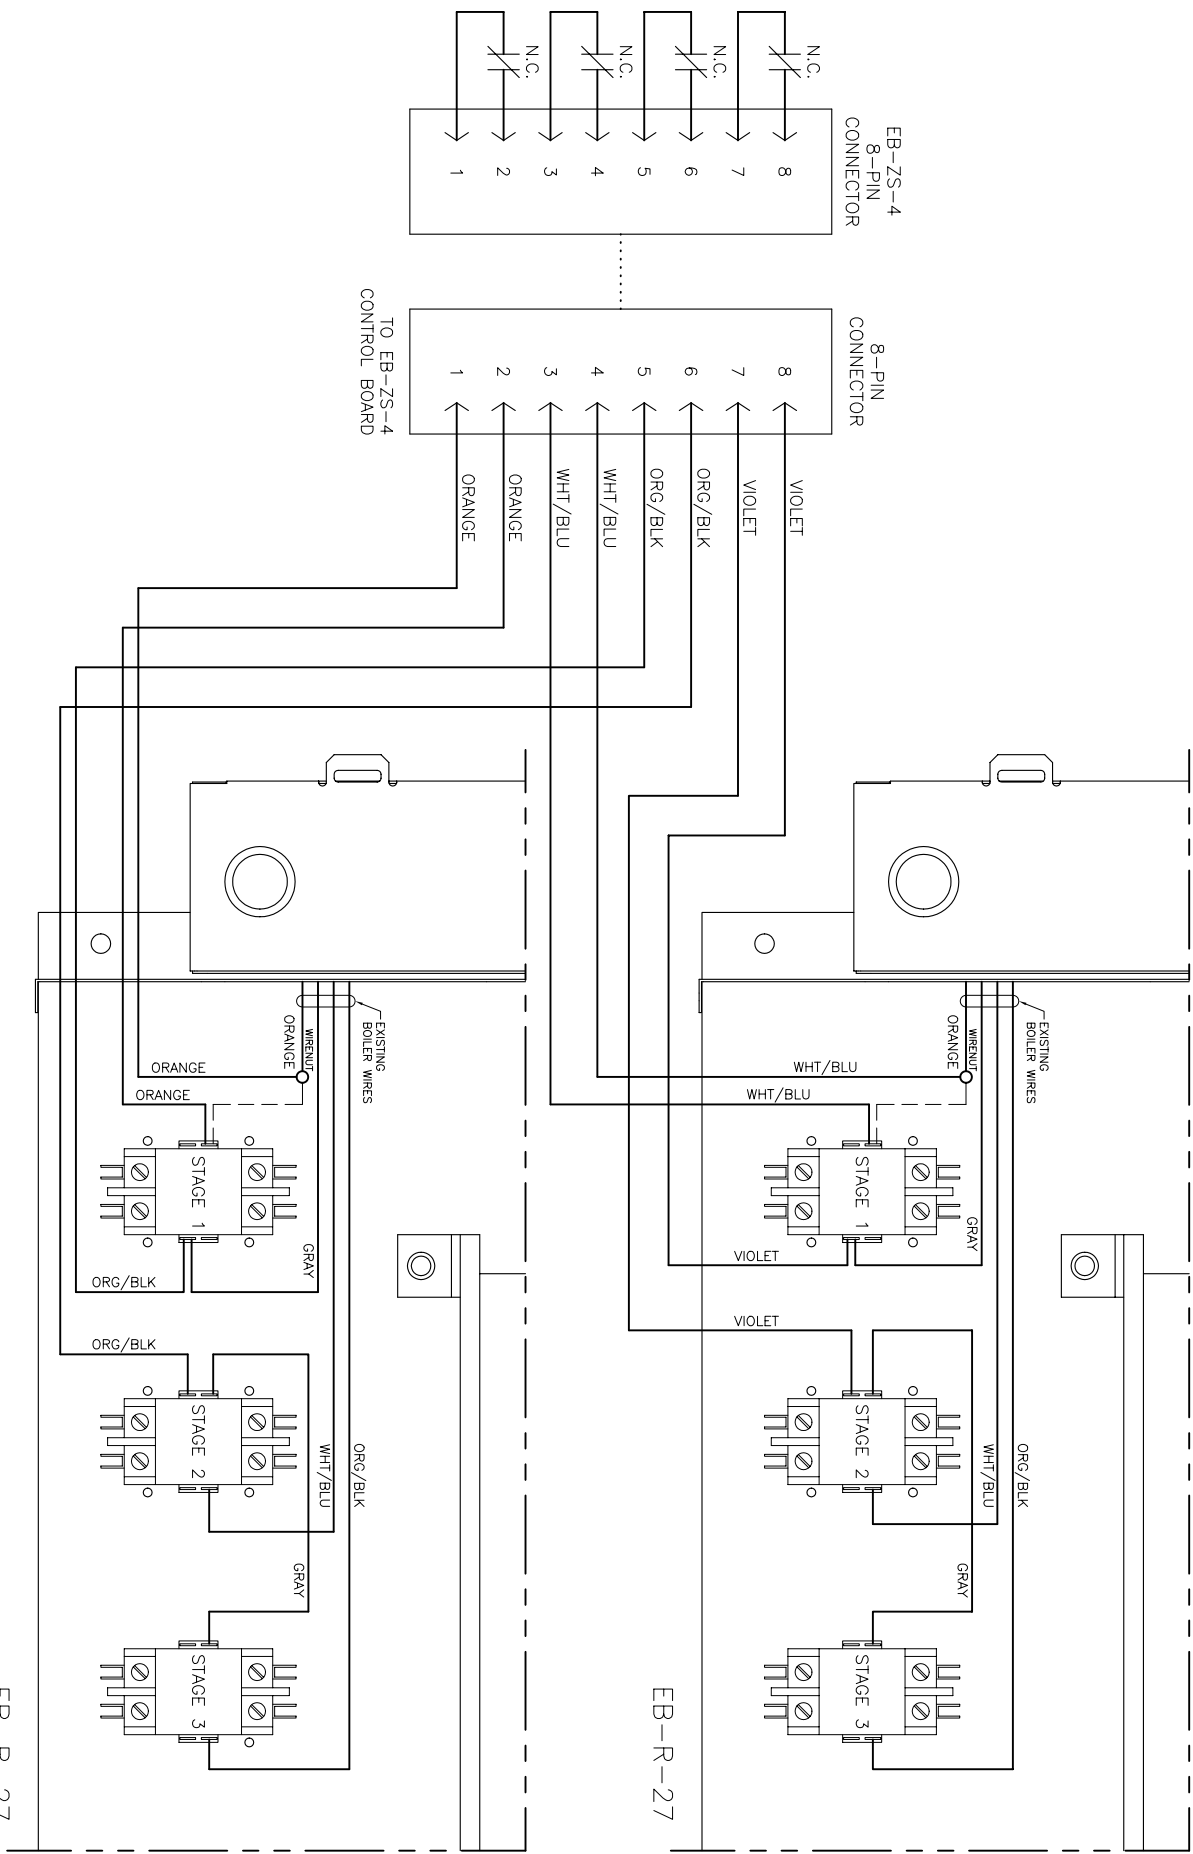 N.C.
N.C.
N.C.
N.C.
EB-ZS-4
8-PIN
CONNECTOR
1
2
3
4
5
6
7
8
8-PIN
CONNECTOR
1
2
3
4
5
6
7
8
TO EB-ZS-4
CONTROL BOARD
ORANGE
ORANGE
WHT/BLU
WHT/BLU
ORG/BLK
ORG/BLK
VIOLET
VIOLET
EXISTING
BOILER WIRES
WIRENUT
ORANGE
WHT/BLU
WHT/BLU
STAGE 1
GRAY
VIOLET
VIOLET
STAGE 2
WHT/BLU
ORG/BLK
GRAY
STAGE 3
EB-R-27
EXISTING
BOILER WIRES
WIRENUT
ORANGE
ORANGE
ORANGE
STAGE 1
GRAY
ORG/BLK
ORG/BLK
STAGE 2
WHT/BLU
ORG/BLK
GRAY
STAGE 3